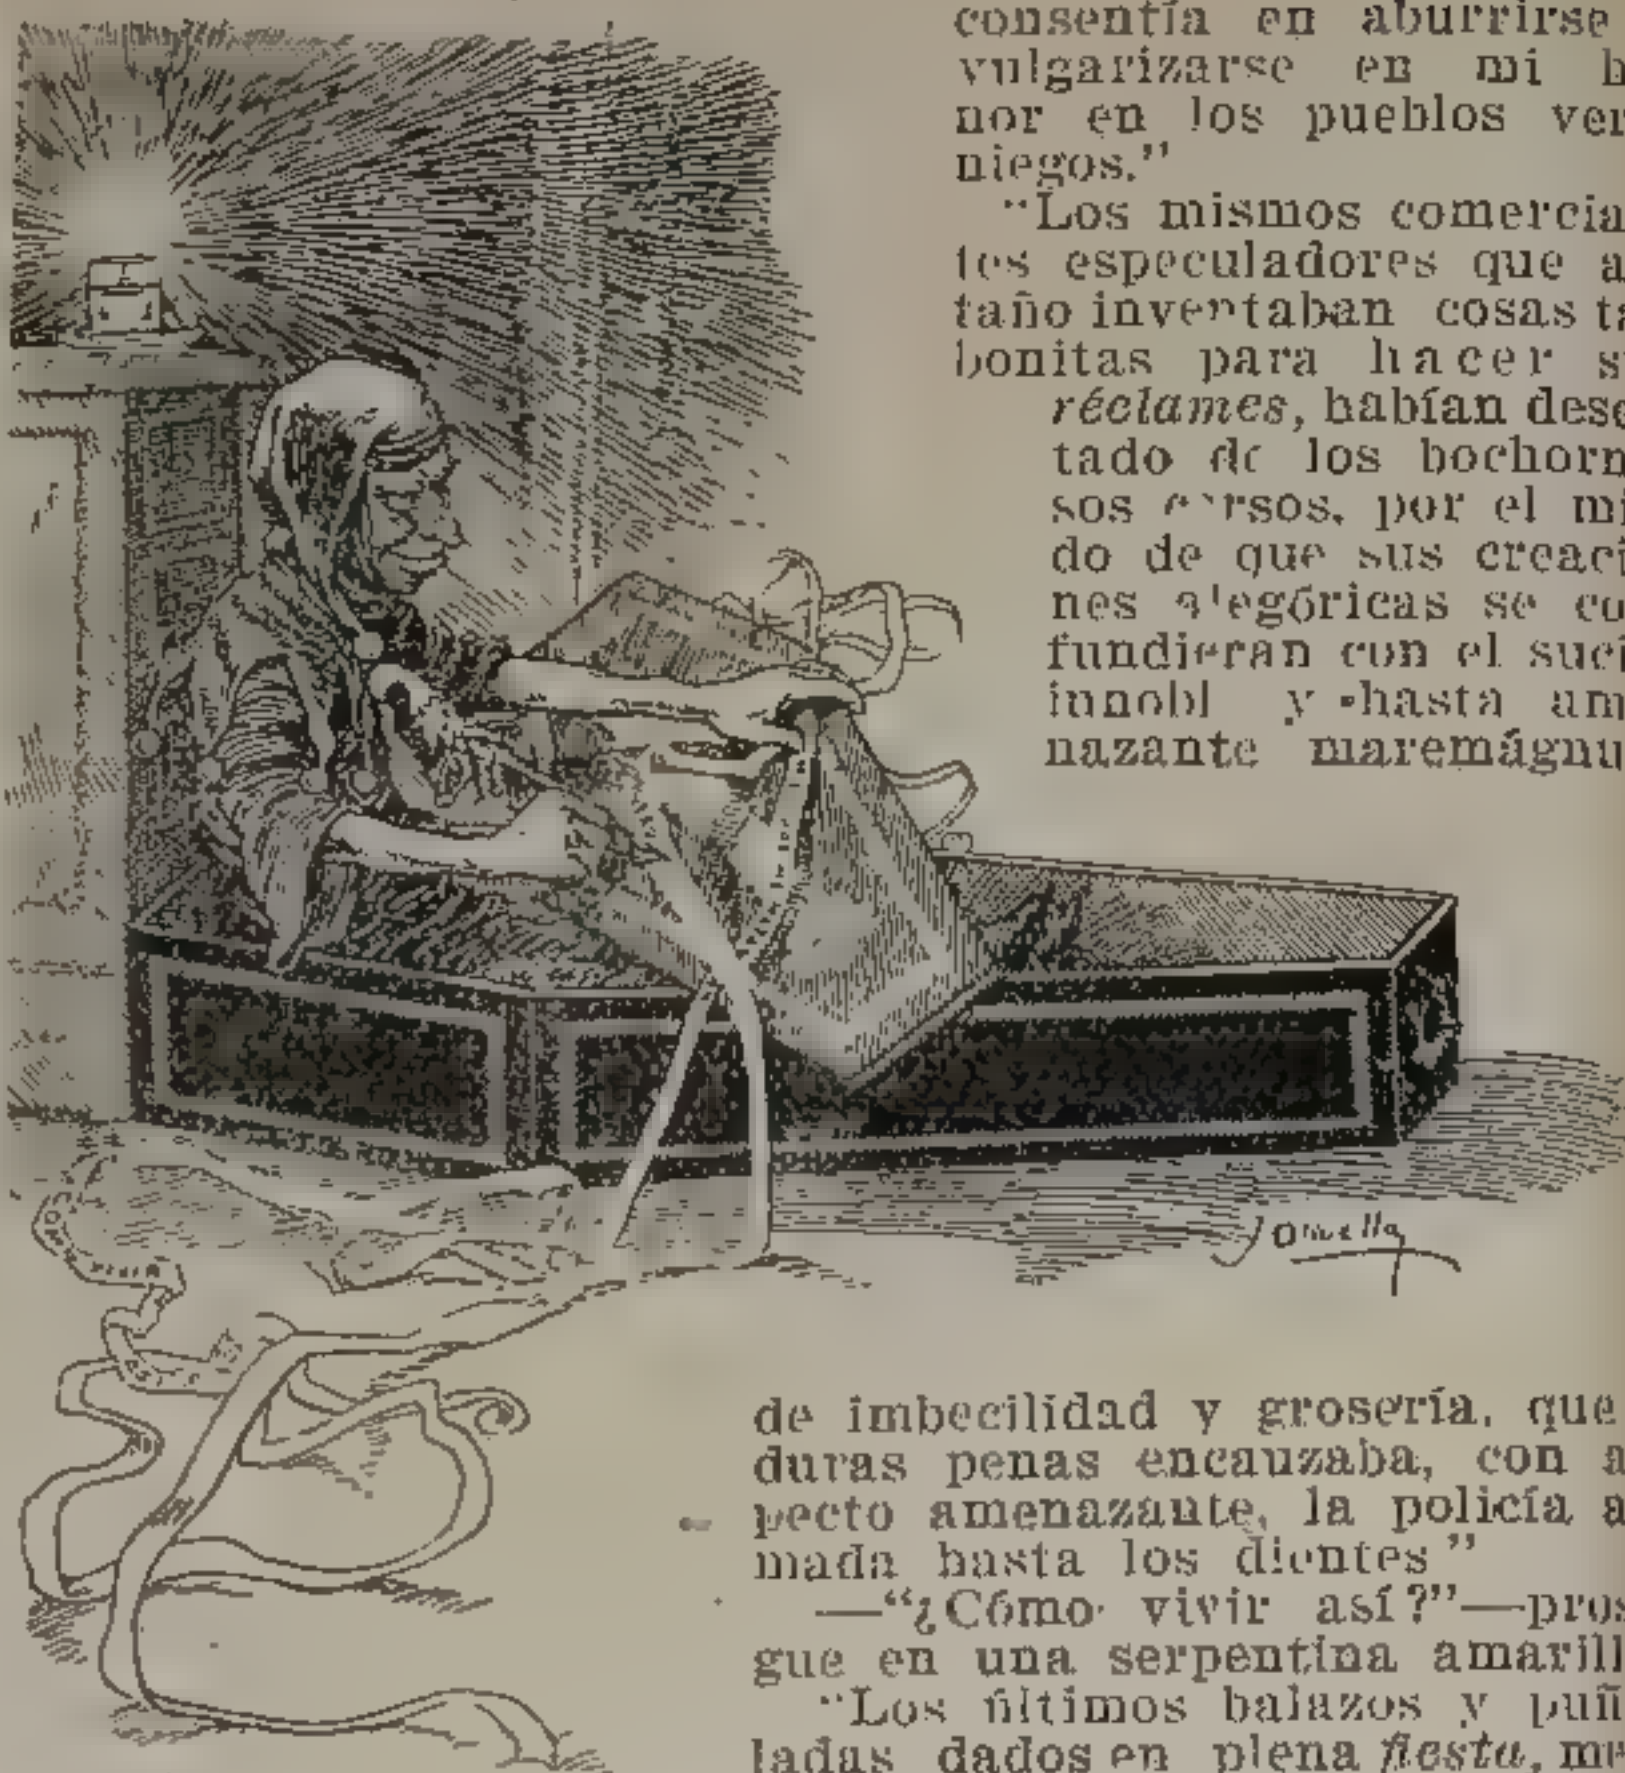 consentía en aburrirse
vulgarizarse en mi h
nor en los pueblos ver
niegos."
"Los mismos comercia
tes especuladores que a
taño inventaban cosas ta
bonitas para hacer s
réclames, habían dese
tado de los bochorn
sos corsos, por el mi
do de que sus creaci
nes alegóricas se co
fundieran con el suci
innobl y hasta am
nazante maremágnu
de imbecilidad y grosería, que
duras penas encauzaba, con a
pecto amenazante, la policía a
mada hasta los dientes"
—"¿Cómo vivir así?"—pros
gue en una serpentina amarill
"Los últimos balazos y puñ
ladas dados en plena fiesta, me